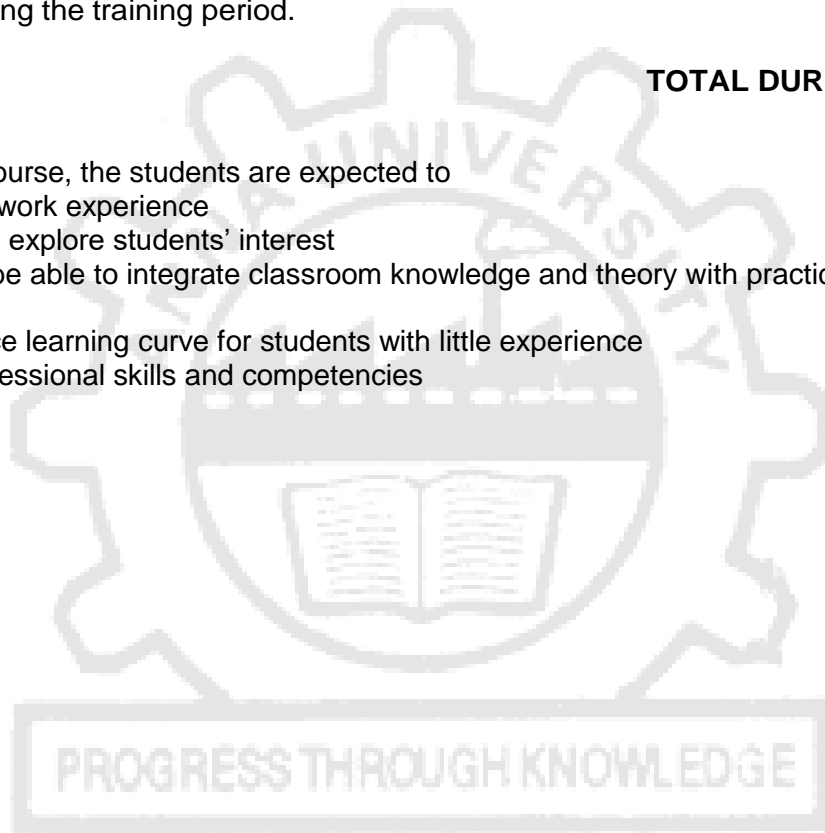 ing the training period.
TOTAL DUR
ourse, the students are expected to
work experience
explore students’ interest
be able to integrate classroom knowledge and theory with practic
ce learning curve for students with little experience
essional skills and competencies
UNIVERSITY
PROGRESS THROUGH KNOWLEDGE